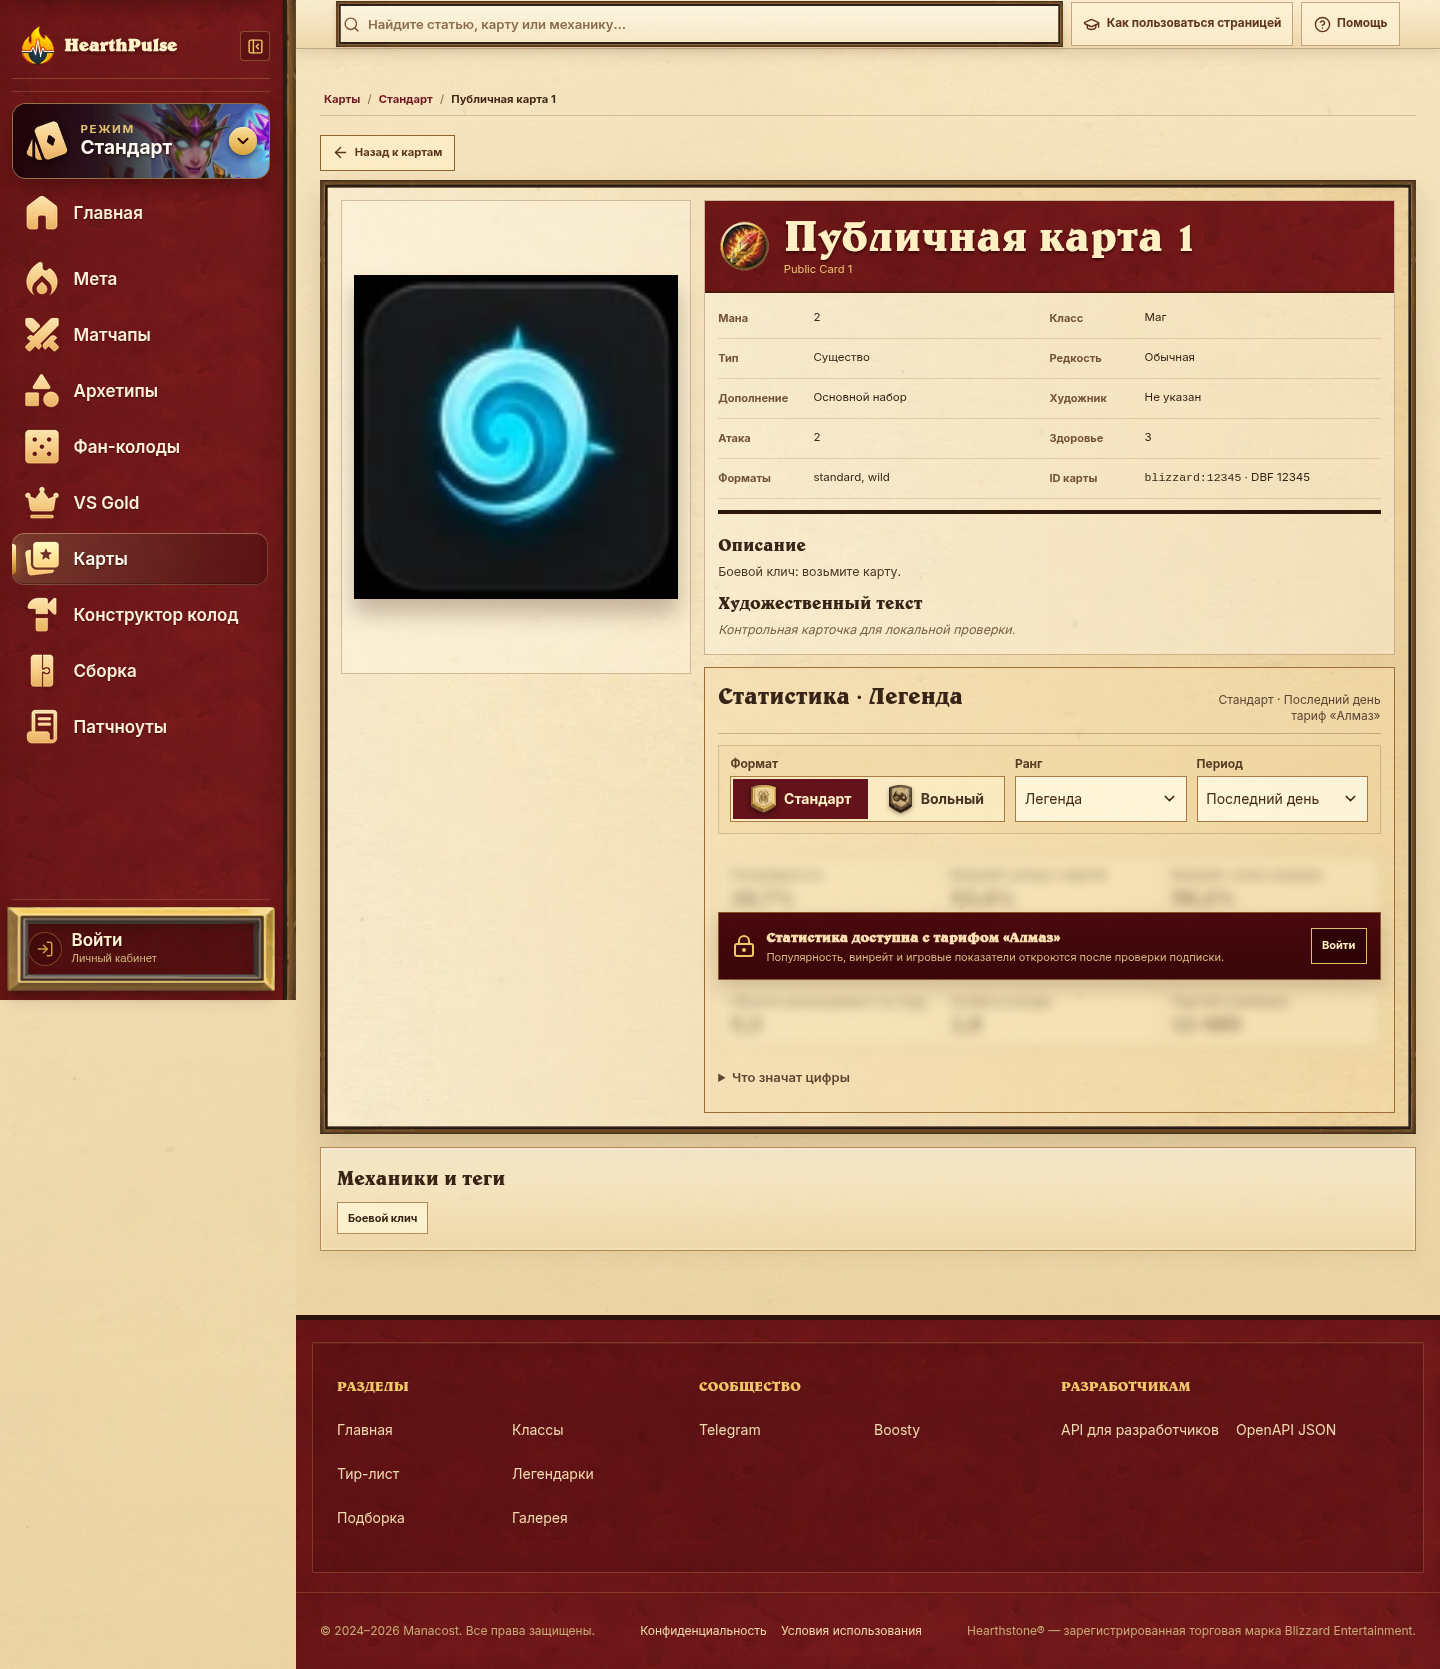 HearthPulse
Найдите статью, карту или механику...
Как пользоваться страницей
Помощь
РЕЖИМ
Стандарт
Главная
Мета
Матчапы
Архетипы
Фан-колоды
VS Gold
Карты
Конструктор колод
Сборка
Патчноуты
Войти
Личный кабинет
Карты / Стандарт / Публичная карта 1
Назад к картам
Публичная карта 1
Public Card 1
Мана 2 Класс Маг
Тип Существо Редкость Обычная
Дополнение Основной набор Художник Не указан
Атака 2 Здоровье 3
Форматы standard, wild ID карты blizzard:12345 · DBF 12345
Описание
Боевой клич: возьмите карту.
Художественный текст
Контрольная карточка для локальной проверки.
Статистика · Легенда
Стандарт · Последний день
тариф «Алмаз»
Формат Ранг Период
Стандарт Вольный Легенда Последний день
Статистика доступна с тарифом «Алмаз»
Популярность, винрейт и игровые показатели откроются после проверки подписки.
Войти
Что значат цифры
Механики и теги
Боевой клич
РАЗДЕЛЫ СООБЩЕСТВО РАЗРАБОТЧИКАМ
Главная Классы Telegram Boosty API для разработчиков OpenAPI JSON
Тир-лист Легендарки
Подборка Галерея
© 2024–2026 Manacost. Все права защищены. Конфиденциальность Условия использования Hearthstone® — зарегистрированная торговая марка Blizzard Entertainment.